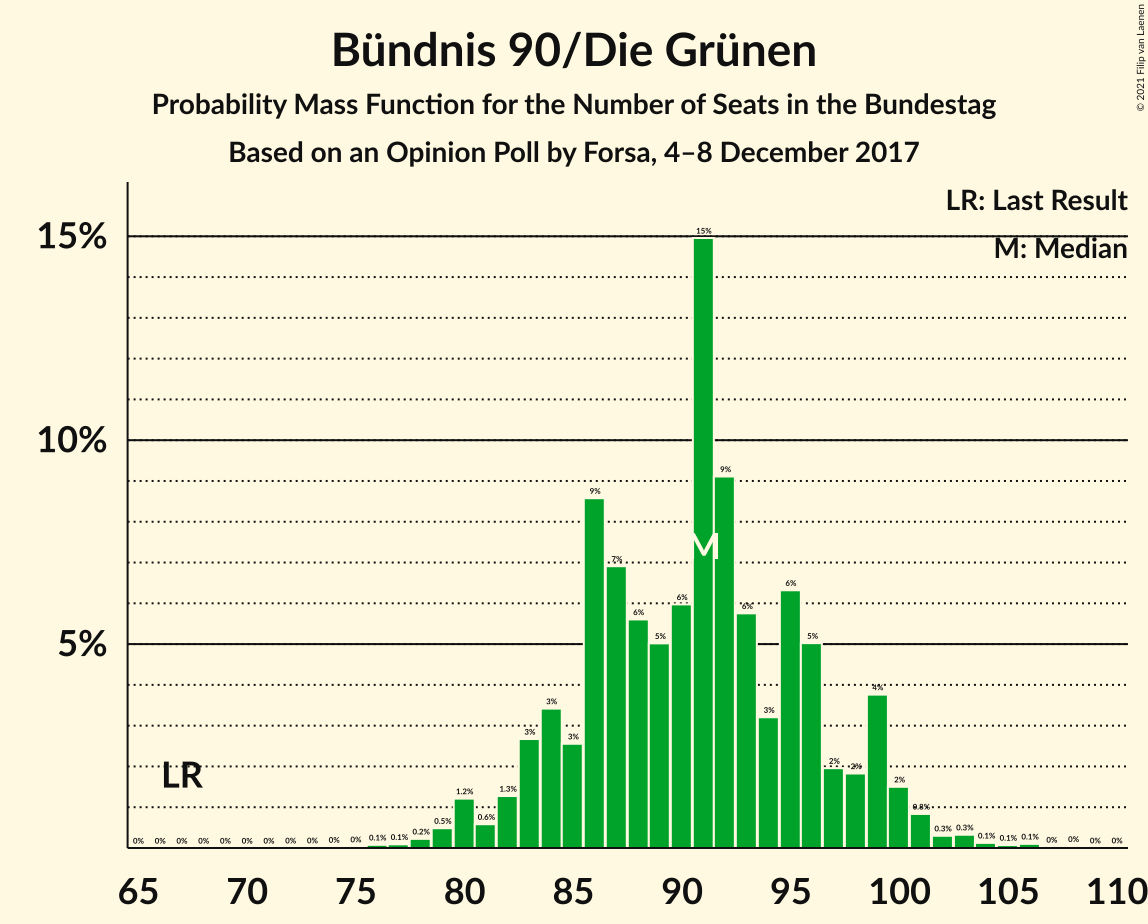 Bündnis 90/Die Grünen
Probability Mass Function for the Number of Seats in the Bundestag
Based on an Opinion Poll by Forsa, 4–8 December 2017
© 2021 Filip van Laenen
LR: Last Result
M: Median
15%
10%
5%
LR
M
0% 0% 0% 0% 0% 0% 0% 0% 0% 0% 0% 0.1% 0.1% 0.2% 0.5% 1.2% 0.6% 1.3% 3% 3% 3% 9% 7% 6% 5% 6% 15% 9% 6% 3% 6% 5% 2% 2% 4% 2% 0.8% 0.3% 0.3% 0.1% 0.1% 0.1% 0% 0% 0% 0%
65 70 75 80 85 90 95 100 105 110